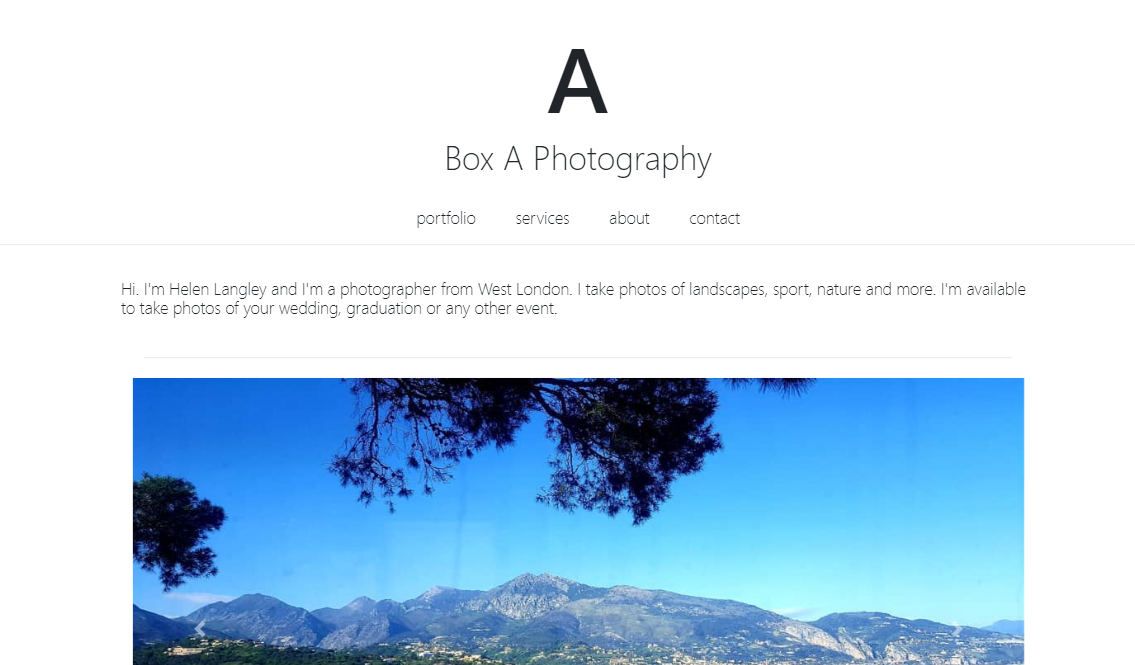 A
Box A Photography
portfolio services about contact
Hi. I'm Helen Langley and I'm a photographer from West London. I take photos of landscapes, sport, nature and more. I'm available
to take photos of your wedding, graduation or any other event.